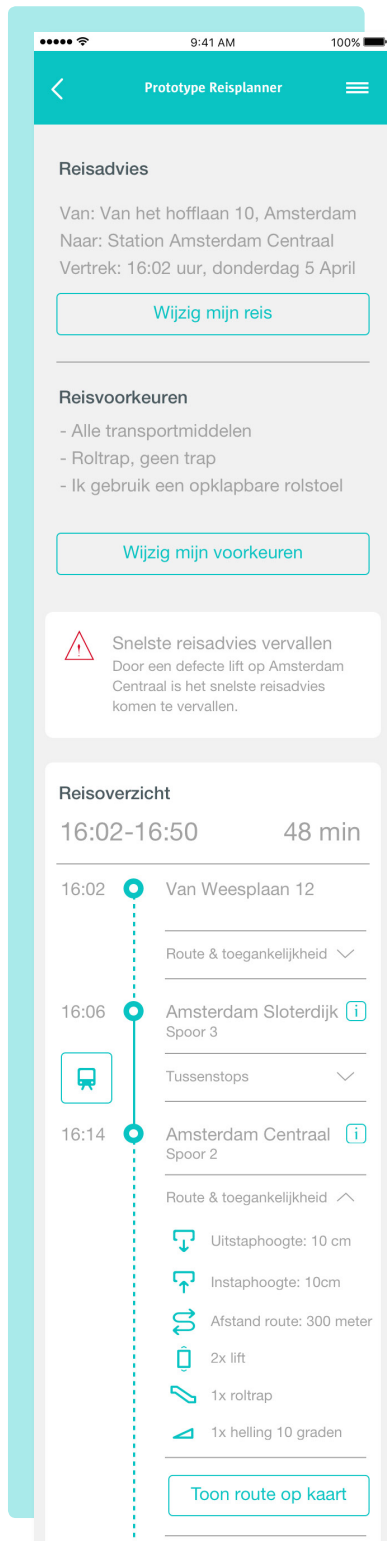 9:41 AM
100%
Prototype Reisplanner
Reisadvies
Van: Van het hofflaan 10, Amsterdam
Naar: Station Amsterdam Centraal
Vertrek: 16:02 uur, donderdag 5 April
Wijzig mijn reis
Reisvoorkeuren
- Alle transportmiddelen
- Roltrap, geen trap
- Ik gebruik een opklapbare rolstoel
Wijzig mijn voorkeuren
Snelste reisadvies vervallen
Door een defecte lift op Amsterdam
Centraal is het snelste reisadvies
komen te vervallen.
Reisoverzicht
16:02-16:50 48 min
16:02 Van Weesplaan 12
Route & toegankelijkheid
16:06 Amsterdam Sloterdijk i
Spoor 3
Tussenstops
16:14 Amsterdam Centraal i
Spoor 2
Route & toegankelijkheid
Uitstaphoogte: 10 cm
Instaphoogte: 10cm
Afstand route: 300 meter
2x lift
1x roltrap
1x helling 10 graden
Toon route op kaart